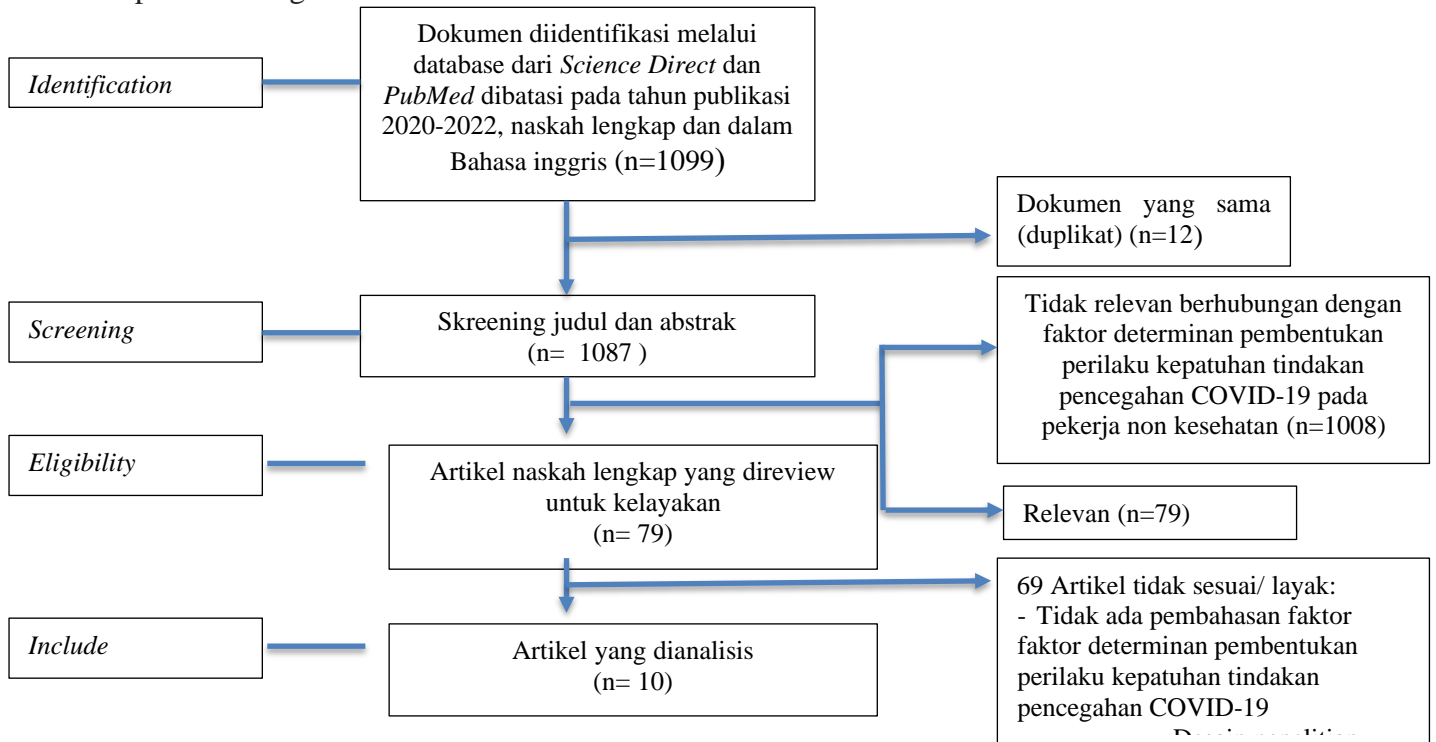 Identification
Dokumen diidentifikasi melalui
database dari Science Direct dan
PubMed dibatasi pada tahun publikasi
2020-2022, naskah lengkap dan dalam
Bahasa inggris (n=1099)
Dokumen yang sama
(duplikat) (n=12)
Screening
Skreening judul dan abstrak
(n= 1087 )
Tidak relevan berhubungan dengan
faktor determinan pembentukan
perilaku kepatuhan tindakan
pencegahan COVID-19 pada
pekerja non kesehatan (n=1008)
Eligibility
Artikel naskah lengkap yang direview
untuk kelayakan
(n= 79)
Relevan (n=79)
Include
Artikel yang dianalisis
(n= 10)
69 Artikel tidak sesuai/ layak:
- Tidak ada pembahasan faktor
faktor determinan pembentukan
perilaku kepatuhan tindakan
pencegahan COVID-19